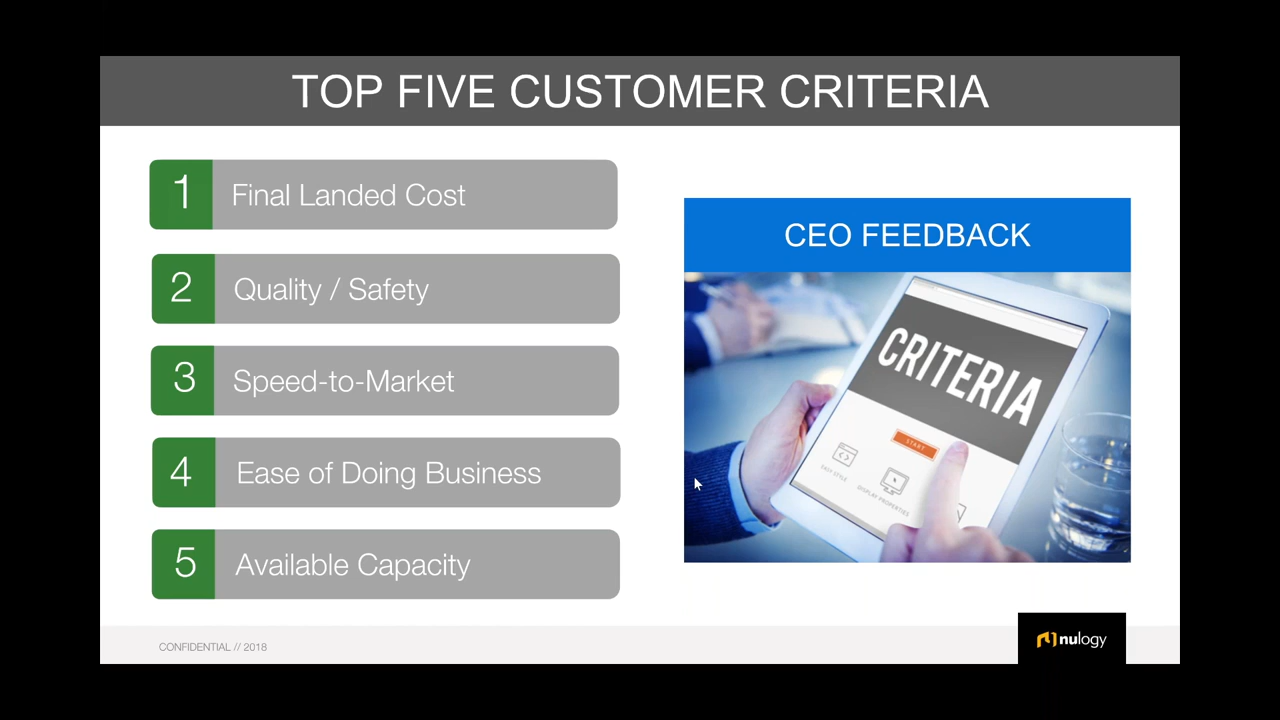 TOP FIVE CUSTOMER CRITERIA
1 Final Landed Cost
2 Quality / Safety
3 Speed-to-Market
4 Ease of Doing Business
5 Available Capacity
CEO FEEDBACK
CRITERIA
START
EASY STYLE
DISPLAY PROPERTIES
CONFIDENTIAL // 2018
nulogy